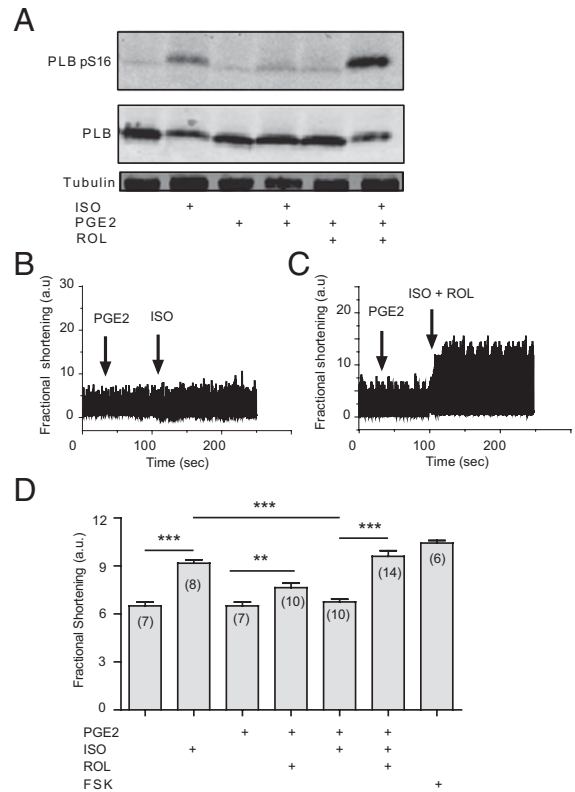 A
PLB pS16
PLB
Tubulin
ISO + + +
PGE2 + + + +
ROL + +
B
Fractional shortening (a.u)
30
20
10
0
PGE2
ISO
0 100 200
Time (sec)
C
Fractional shortening (a.u)
20
10
0
PGE2
ISO + ROL
0 100 200
Time (sec)
D
Fractional Shortening (a.u.)
12
9
6
3
0
***
*** ** ***
(7) (8) (7) (10) (10) (14) (6)
PGE2 + + + +
ISO + + +
ROL + +
FSK +